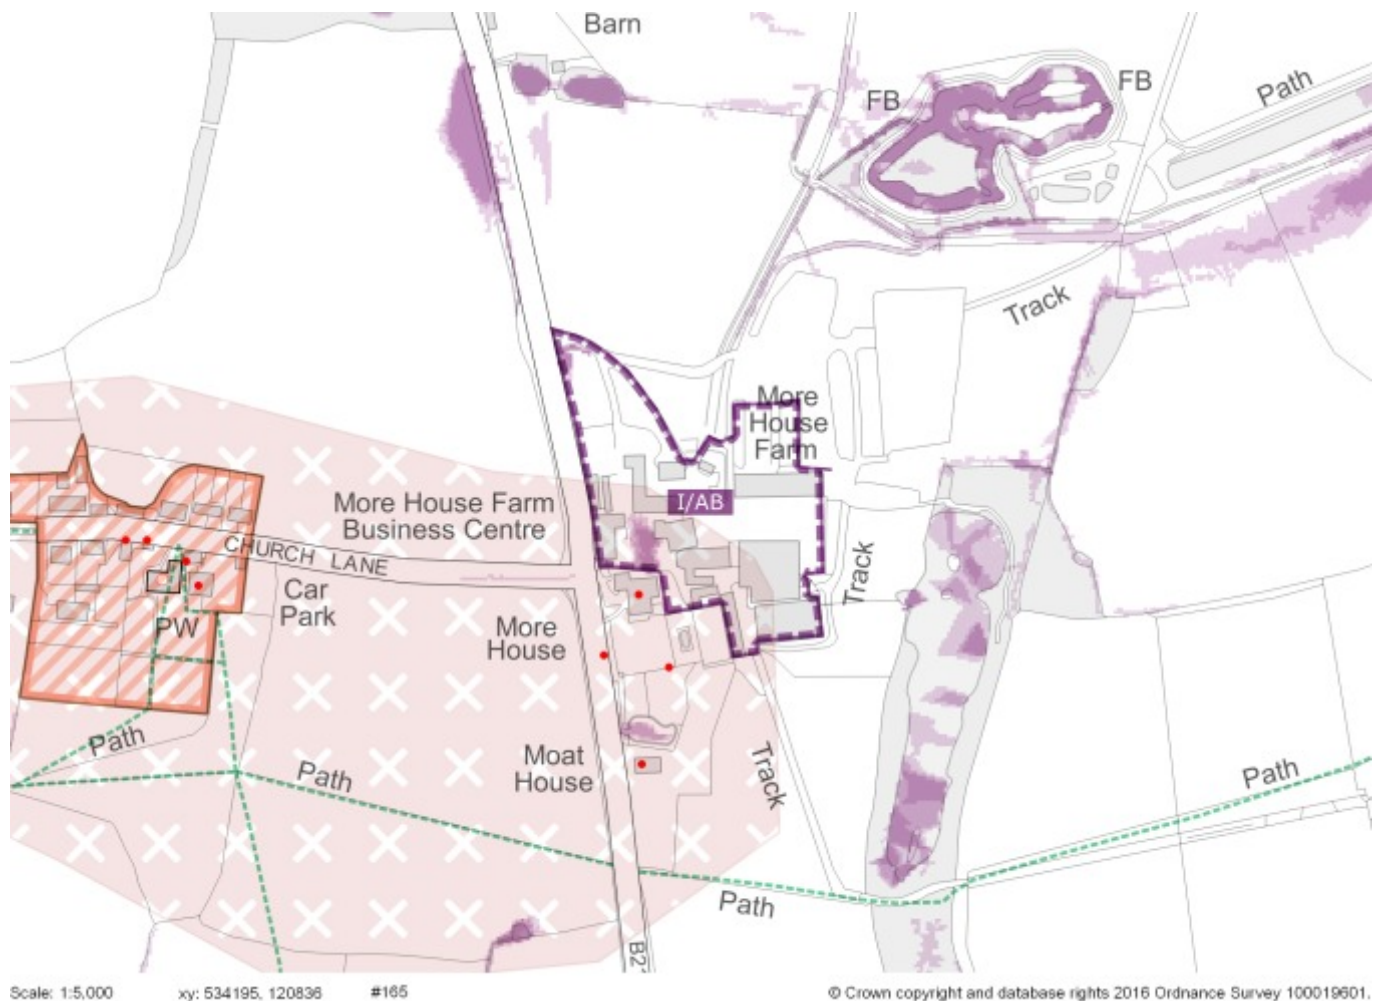 Barn
FB
FB
Path
Track
More
House
Farm
I/AB
More House Farm
Business Centre
CHURCH LANE
Car
Park
PW
Track
More
House
Path
Path
Moat
House
Track
Path
Path
B2
Scale: 1:5,000 xy: 534195, 120836 #165 © Crown copyright and database rights 2016 Ordnance Survey 100019601.